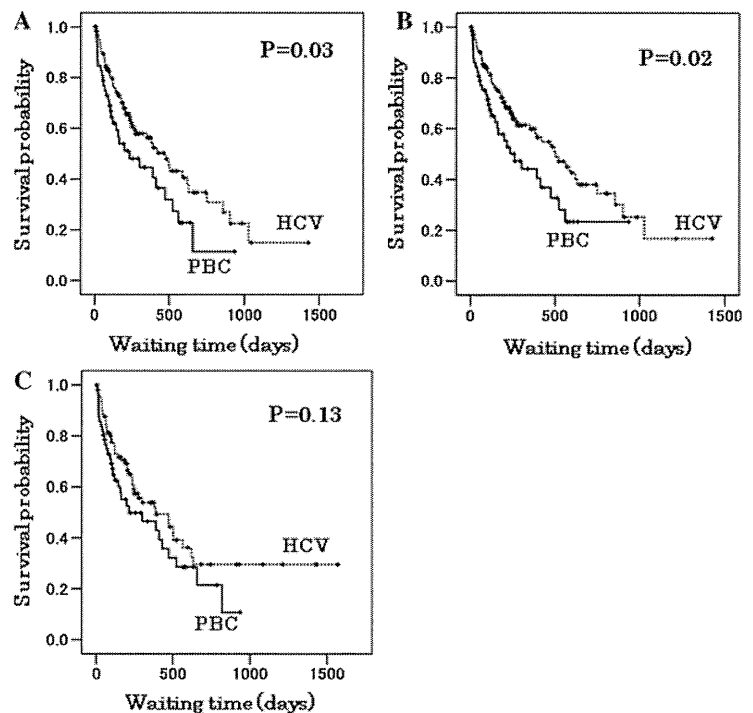 A
P=0.03
Survival probability
1.0
0.8
0.6
0.4
0.2
0.0
HCV
PBC
0 500 1000 1500
Waiting time (days)
B
P=0.02
Survival probability
1.0
0.8
0.6
0.4
0.2
0.0
PBC
HCV
0 500 1000 1500
Waiting time (days)
C
P=0.13
Survival probability
1.0
0.8
0.6
0.4
0.2
0.0
HCV
PBC
0 500 1000 1500
Waiting time (days)